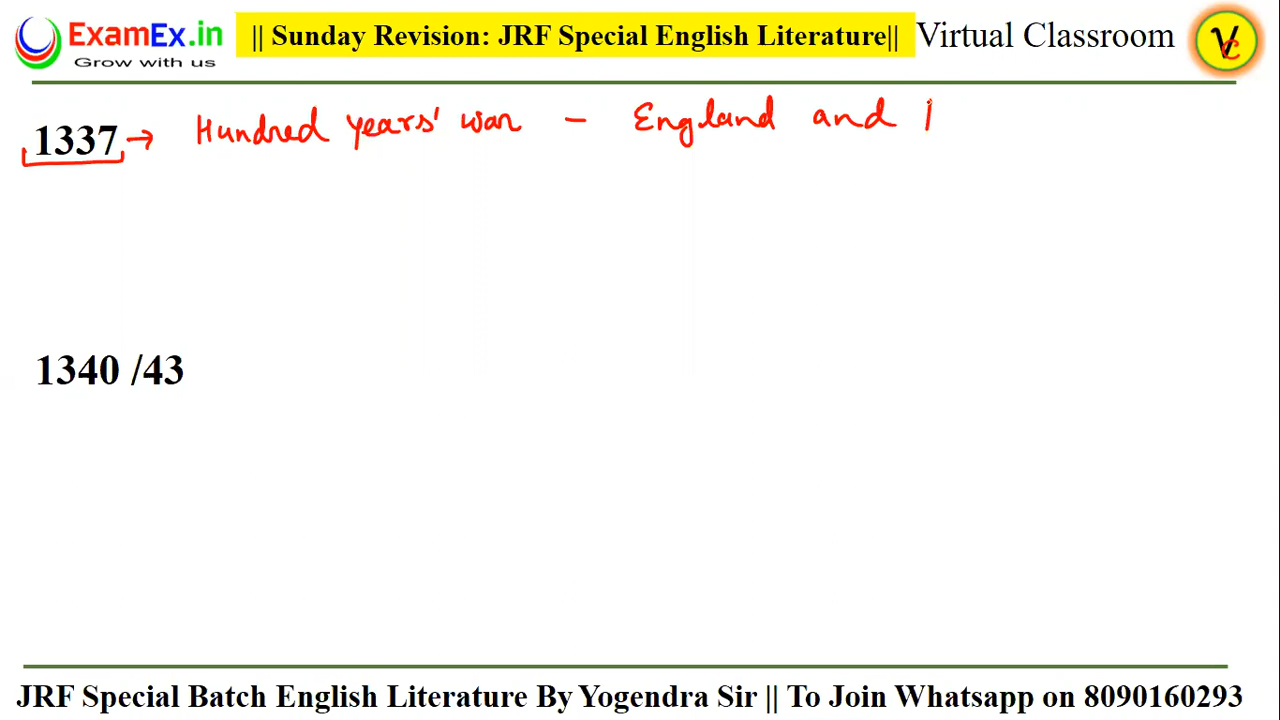 ExamEx.in
Grow with us
|| Sunday Revision: JRF Special English Literature||
Virtual Classroom
VC
1337 → Hundred years' war – England and
1340 /43
JRF Special Batch English Literature By Yogendra Sir || To Join Whatsapp on 8090160293